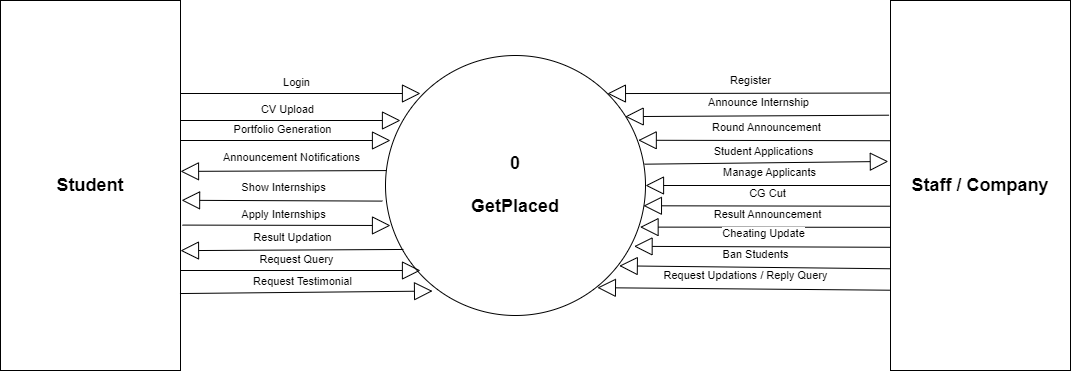 Student
Login
CV Upload
Portfolio Generation
Announcement Notifications
Show Internships
Apply Internships
Result Updation
Request Query
Request Testimonial
0
GetPlaced
Register
Announce Internship
Round Announcement
Student Applications
Manage Applicants
CG Cut
Result Announcement
Cheating Update
Ban Students
Request Updations / Reply Query
Staff / Company